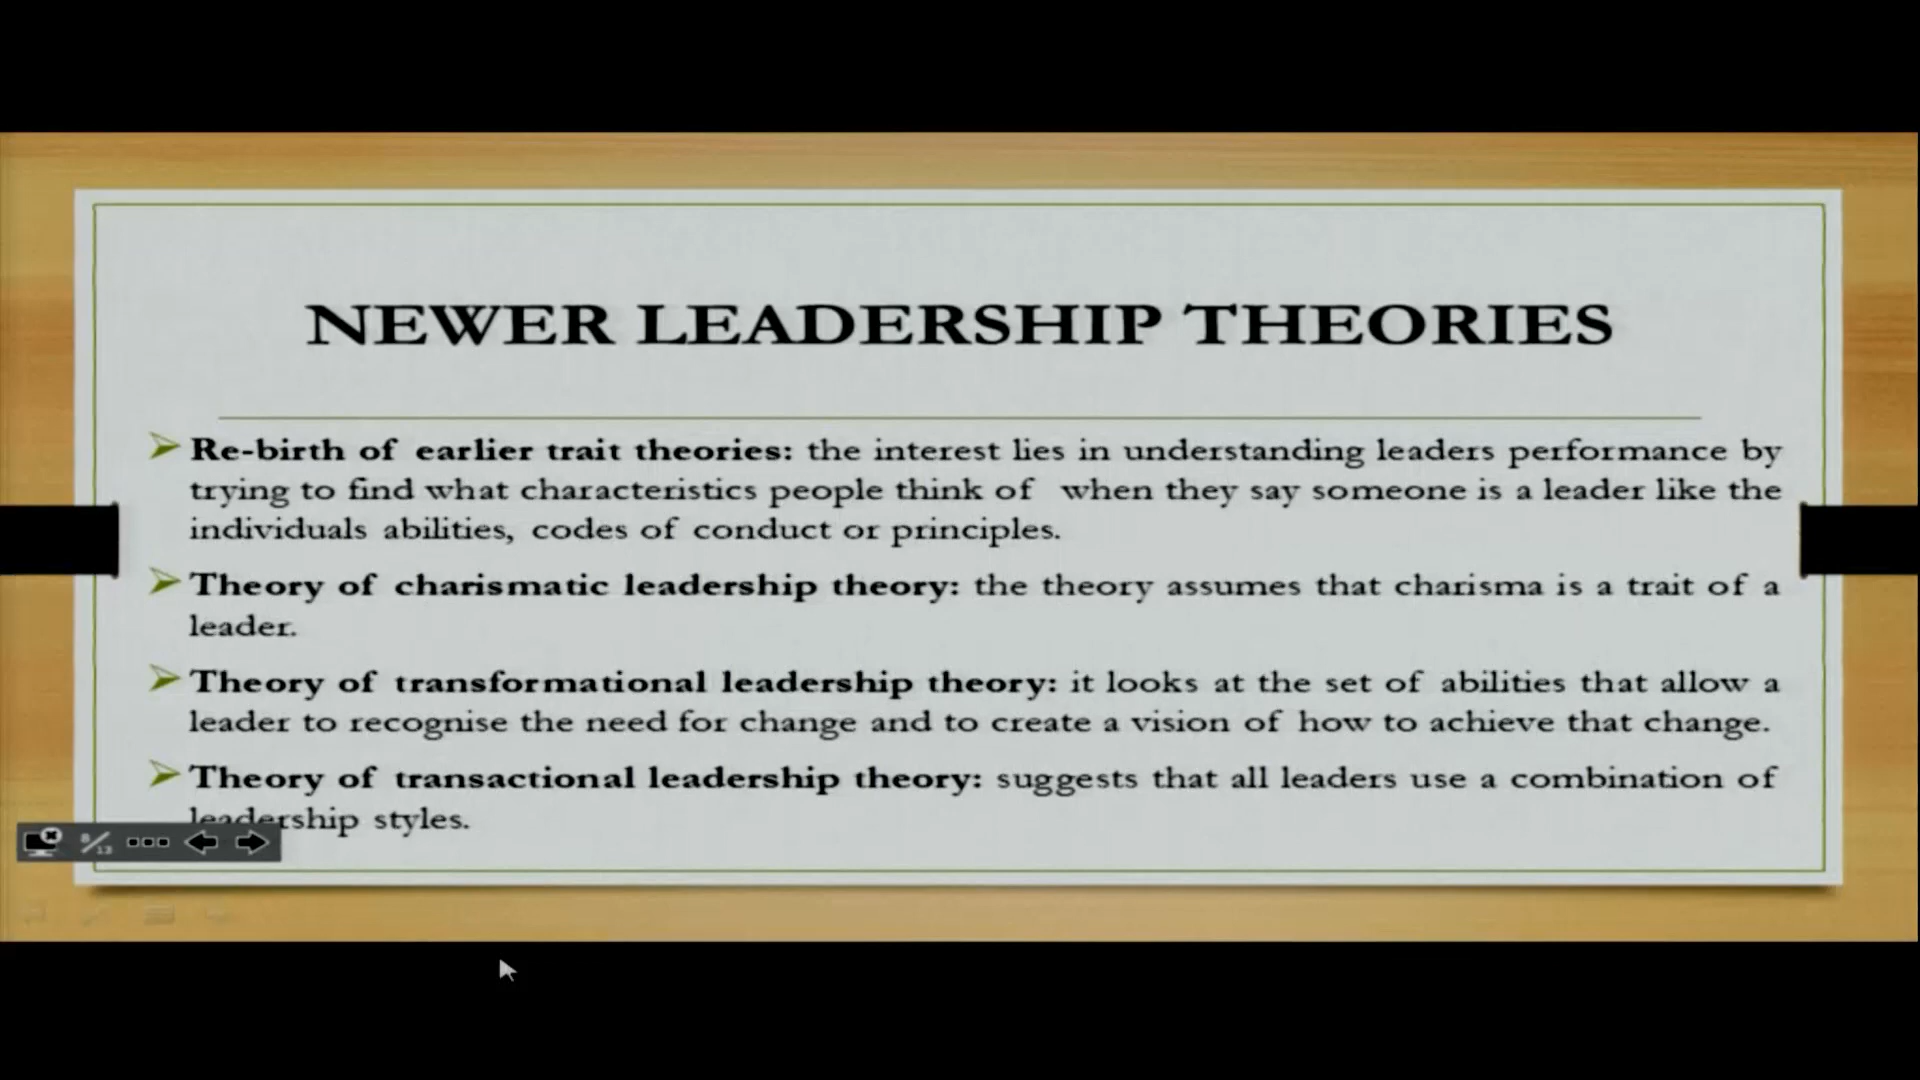 NEWER LEADERSHIP THEORIES
Re-birth of earlier trait theories: the interest lies in understanding leaders performance by
trying to find what characteristics people think of when they say someone is a leader like the
individuals abilities, codes of conduct or principles.
Theory of charismatic leadership theory: the theory assumes that charisma is a trait of a
leader.
Theory of transformational leadership theory: it looks at the set of abilities that allow a
leader to recognise the need for change and to create a vision of how to achieve that change.
Theory of transactional leadership theory: suggests that all leaders use a combination of
leadership styles.
8/13